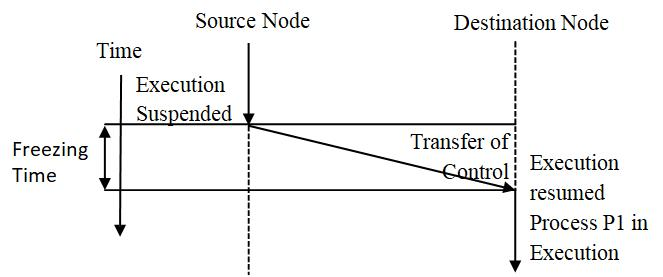 Source Node
Destination Node
Time
Execution
Suspended
Freezing
Time
Transfer of
Control
Execution
resumed
Process P1 in
Execution